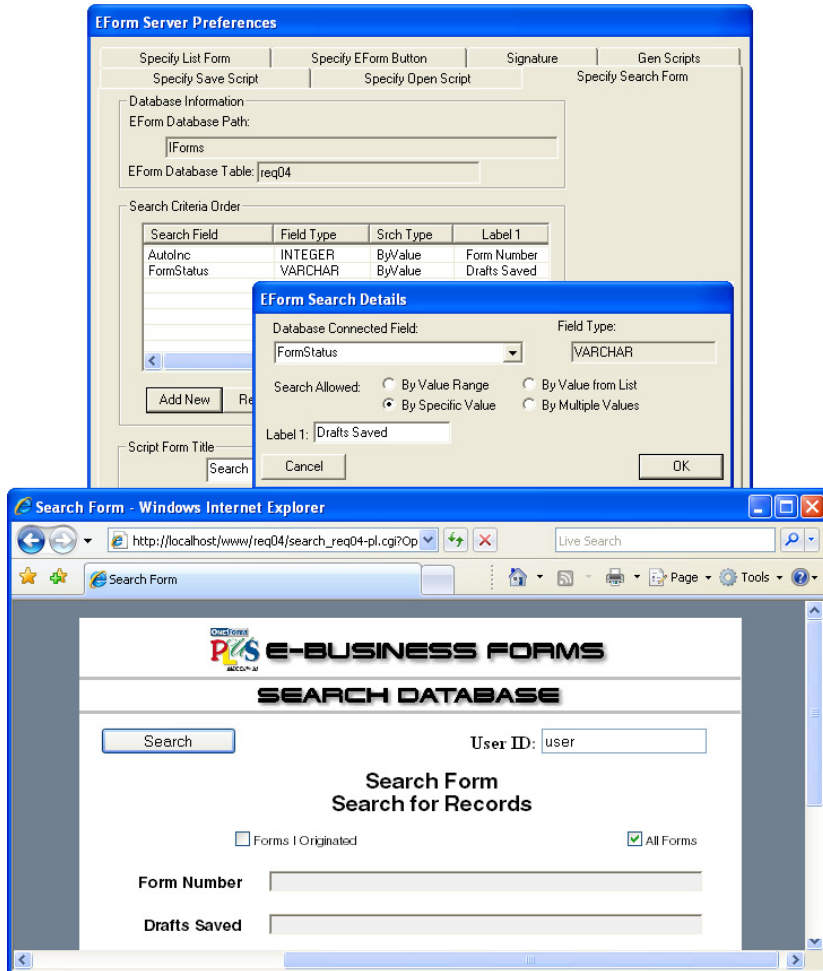 EForm Server Preferences
Specify List Form Specify EForm Button Signature Gen Scripts
Specify Save Script Specify Open Script Specify Search Form
Database Information
EForm Database Path:
IForms
EForm Database Table: req04
Search Criteria Order
Search Field Field Type Srch Type Label 1
AutoInc INTEGER ByValue Form Number
FormStatus VARCHAR ByValue Drafts Saved
EForm Search Details
Database Connected Field: Field Type:
FormStatus VARCHAR
Search Allowed: By Value Range By Value from List
By Specific Value By Multiple Values
Add New Re
Label 1: Drafts Saved
Script Form Title
Search
Cancel OK
Search Form - Windows Internet Explorer
http://localhost/www/req04/search_req04-pl.cgi?Op Live Search
Search Form Page Tools
ONEFORM
PLUS E-BUSINESS FORMS
SEARCH DATABASE
Search User ID: user
Search Form
Search for Records
Forms I Originated All Forms
Form Number
Drafts Saved